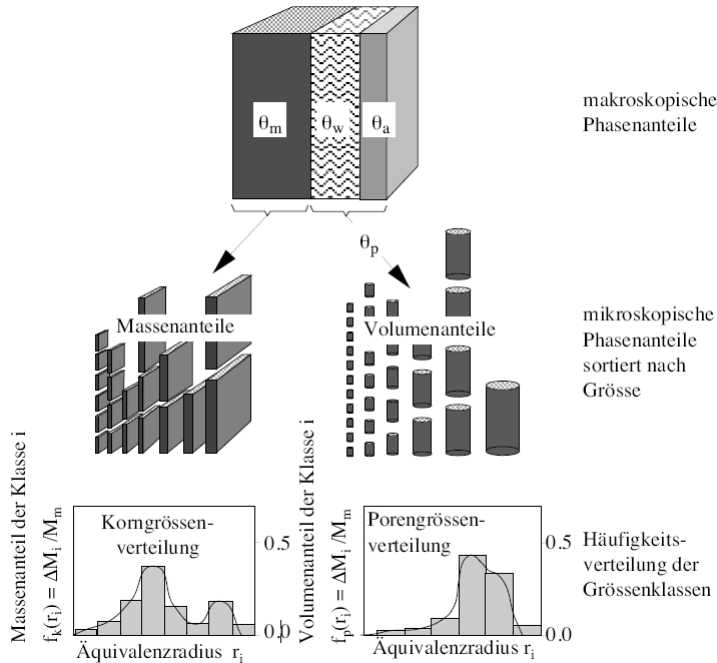 θm θw θa
makroskopische
Phasenanteile
θp
Massenanteile
Volumenanteile
mikroskopische
Phasenanteile
sortiert nach
Grösse
Massenanteil der Klasse i
fk(ri) = ΔMi /Mm
Korngrössen-
verteilung
0.5
0.0
Äquivalenzradius ri
Volumenanteil der Klasse i
fp(ri) = ΔMi /Mm
Porengrössen-
verteilung
0.5
0.0
Äquivalenzradius ri
Häufigkeits-
verteilung der
Grössenklassen